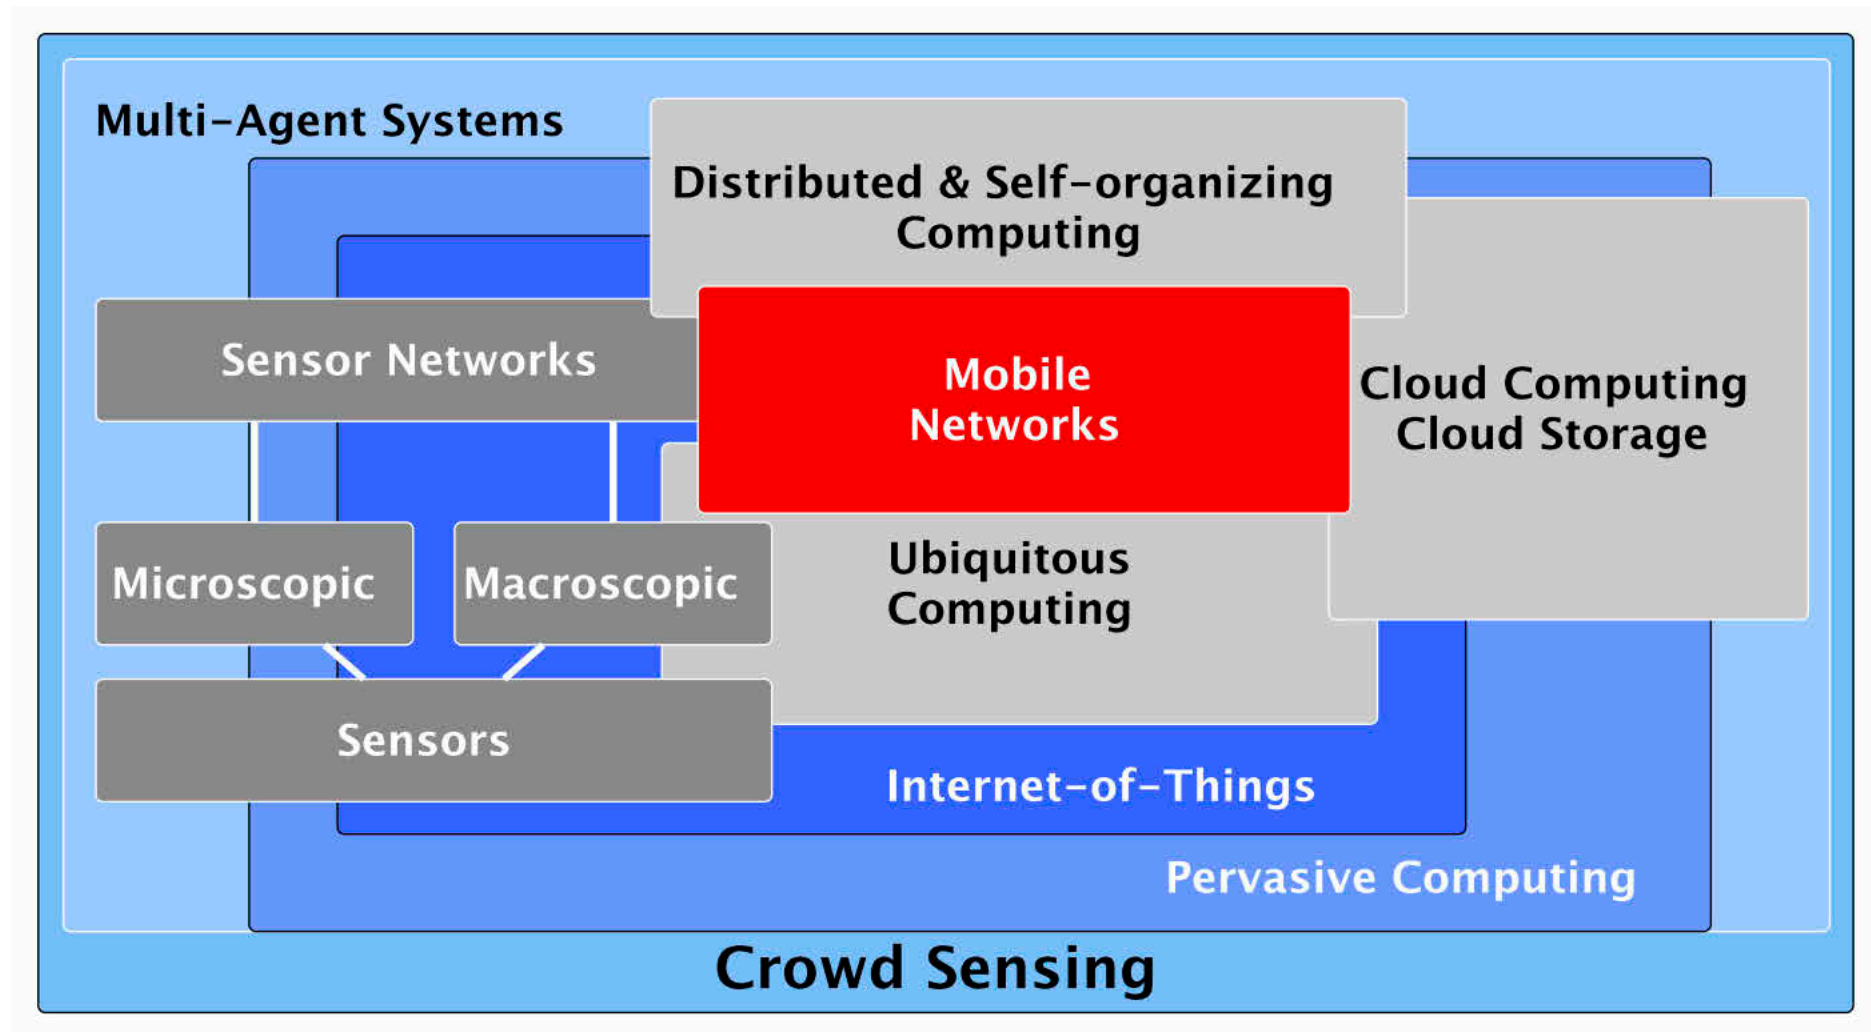 Multi-Agent Systems
Distributed & Self-organizing
Computing
Sensor Networks
Mobile
Networks
Cloud Computing
Cloud Storage
Microscopic
Macroscopic
Ubiquitous
Computing
Sensors
Internet-of-Things
Pervasive Computing
Crowd Sensing